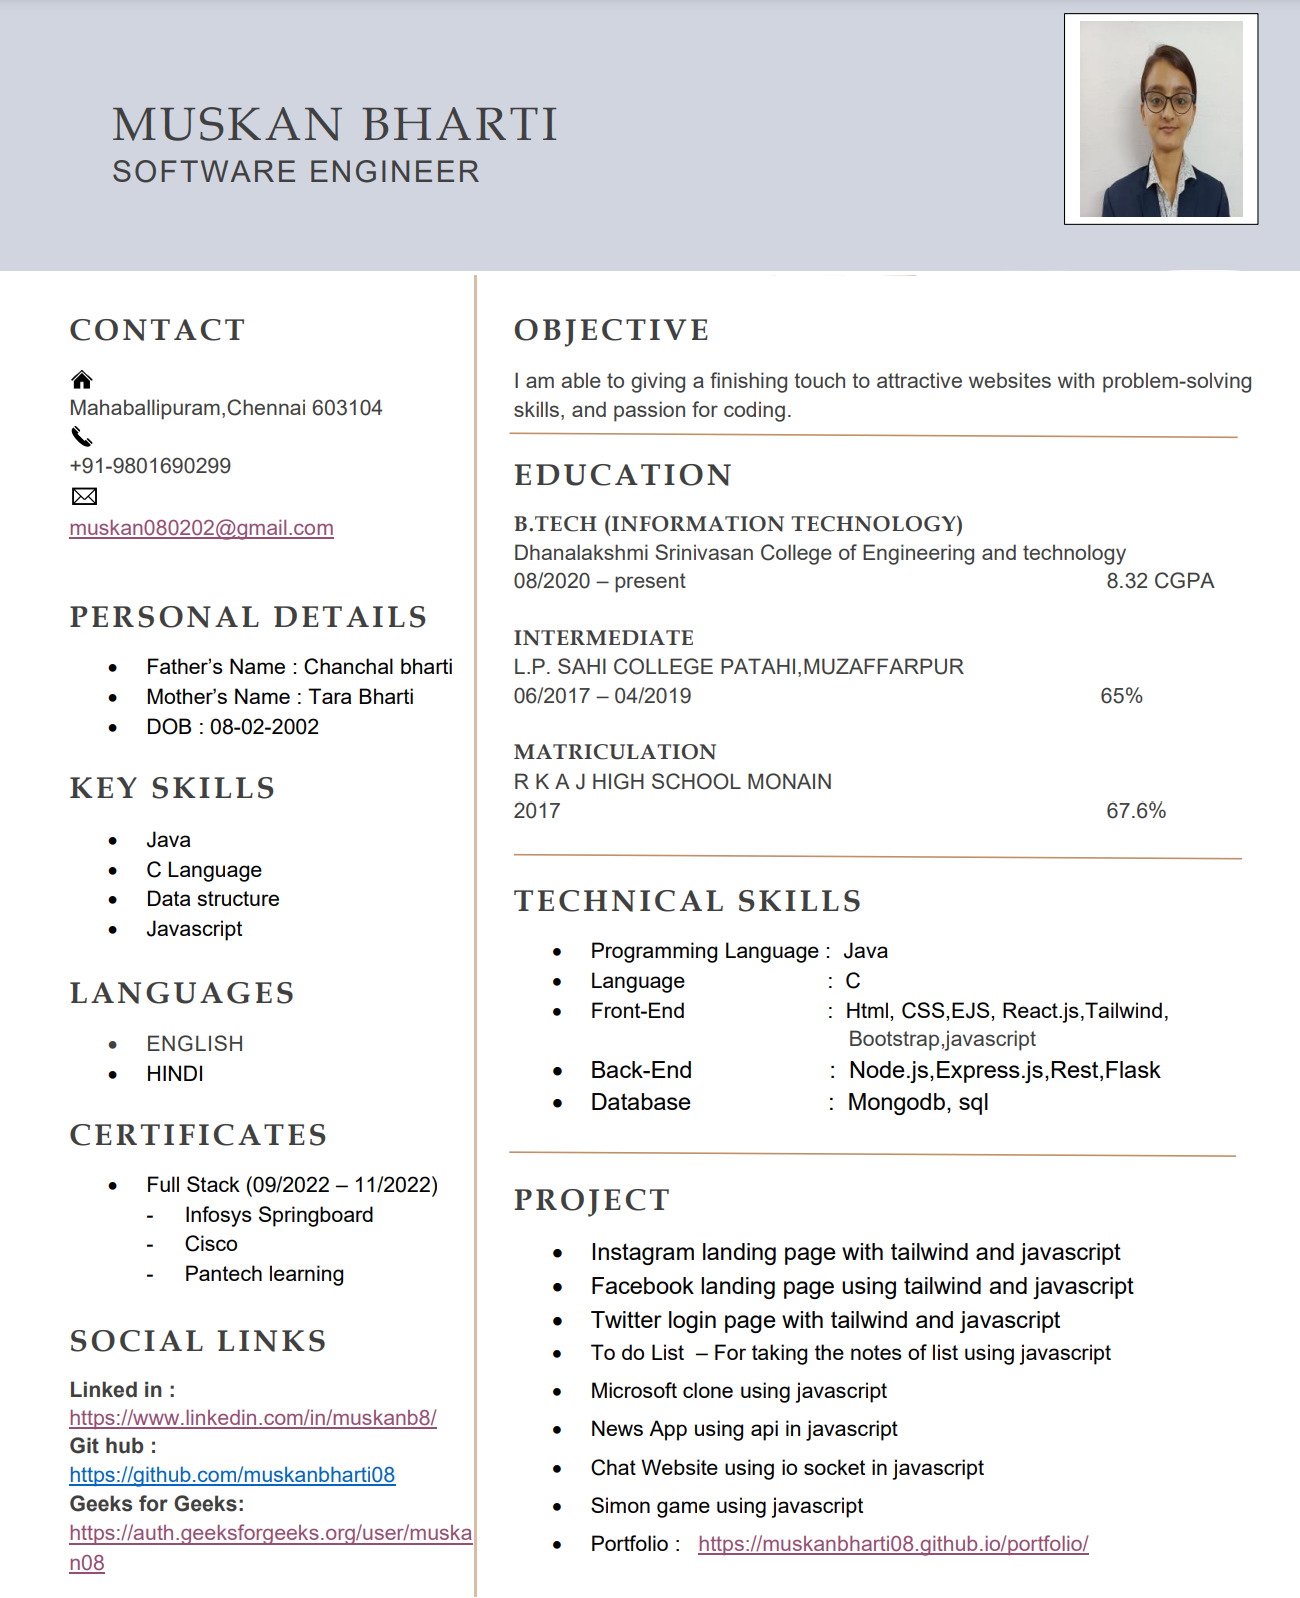 MUSKAN BHARTI
SOFTWARE ENGINEER
CONTACT
Mahaballipuram,Chennai 603104
+91-9801690299
muskan080202@gmail.com
PERSONAL DETAILS
• Father’s Name : Chanchal bharti
• Mother’s Name : Tara Bharti
• DOB : 08-02-2002
KEY SKILLS
• Java
• C Language
• Data structure
• Javascript
LANGUAGES
• ENGLISH
• HINDI
CERTIFICATES
• Full Stack (09/2022 – 11/2022)
- Infosys Springboard
- Cisco
- Pantech learning
SOCIAL LINKS
Linked in :
https://www.linkedin.com/in/muskanb8/
Git hub :
https://github.com/muskanbharti08
Geeks for Geeks:
https://auth.geeksforgeeks.org/user/muska
n08
OBJECTIVE
I am able to giving a finishing touch to attractive websites with problem-solving
skills, and passion for coding.
EDUCATION
B.TECH (INFORMATION TECHNOLOGY)
Dhanalakshmi Srinivasan College of Engineering and technology
08/2020 – present 8.32 CGPA
INTERMEDIATE
L.P. SAHI COLLEGE PATAHI,MUZAFFARPUR
06/2017 – 04/2019 65%
MATRICULATION
R K A J HIGH SCHOOL MONAIN
2017 67.6%
TECHNICAL SKILLS
• Programming Language : Java
• Language : C
• Front-End : Html, CSS,EJS, React.js,Tailwind,
Bootstrap,javascript
• Back-End : Node.js,Express.js,Rest,Flask
• Database : Mongodb, sql
PROJECT
• Instagram landing page with tailwind and javascript
• Facebook landing page using tailwind and javascript
• Twitter login page with tailwind and javascript
• To do List – For taking the notes of list using javascript
• Microsoft clone using javascript
• News App using api in javascript
• Chat Website using io socket in javascript
• Simon game using javascript
• Portfolio : https://muskanbharti08.github.io/portfolio/